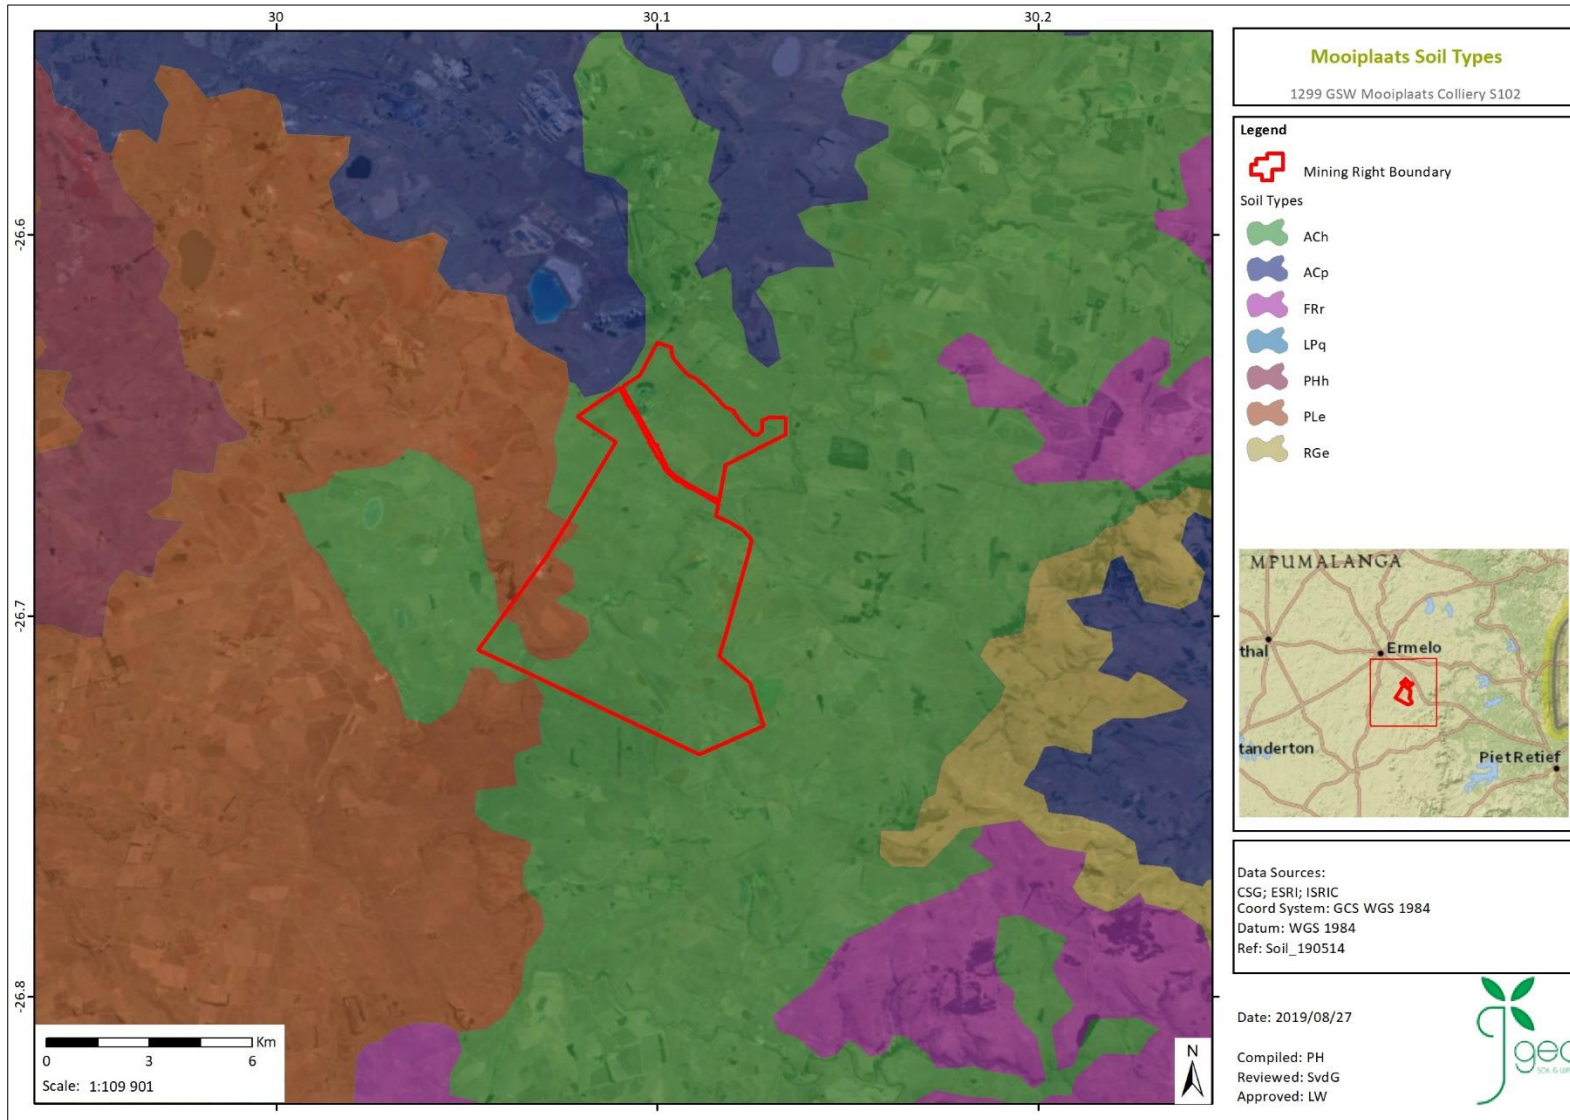 30
30.1
30.2
-26.6
-26.7
-26.8
Km
0
3
6
Scale: 1:109 901
N
Mooiplaats Soil Types
1299 GSW Mooiplaats Colliery S102
Legend
Mining Right Boundary
Soil Types
ACh
ACp
FRr
LPq
PHh
PLe
RGe
MPUMALANGA
thal
Ermelo
tanderton
Piet Retief
Data Sources:
CSG; ESRI; ISRIC
Coord System: GCS WGS 1984
Datum: WGS 1984
Ref: Soil_190514
Date: 2019/08/27
Compiled: PH
Reviewed: SvdG
Approved: LW